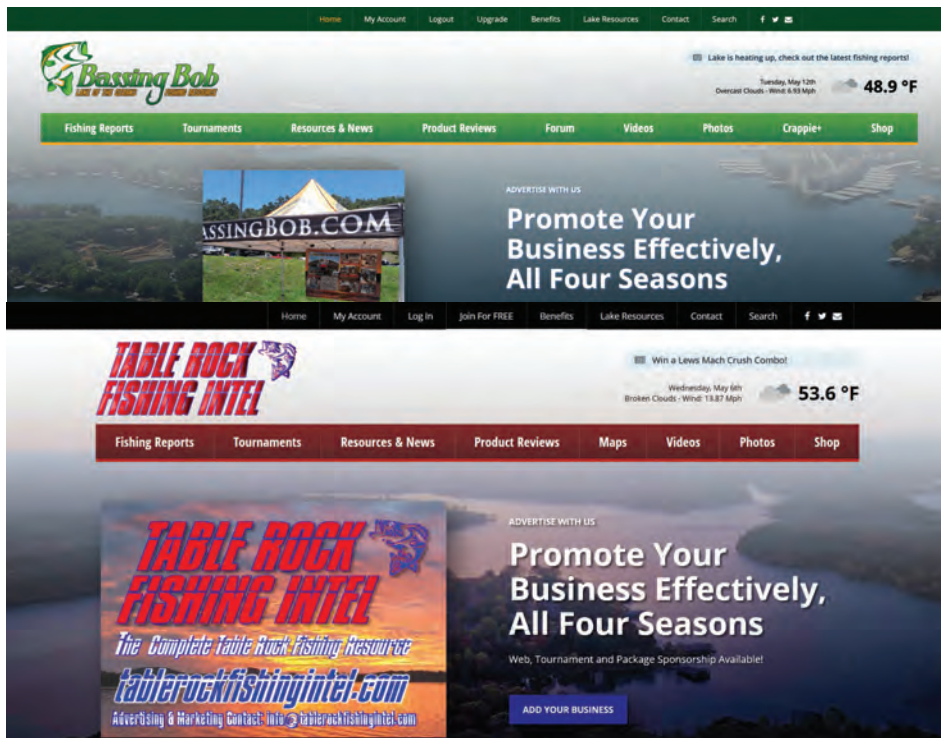 Home My Account Logout Upgrade Benefits Lake Resources Contact Search
Bassing Bob
LAKE OF THE OZARKS FISHING RESOURCE
Lake is heating up, check out the latest fishing reports!
Tuesday, May 12th
Overcast Clouds - Wind: 6.93 Mph
48.9 °F
Fishing Reports Tournaments Resources & News Product Reviews Forum Videos Photos Crappie+ Shop
ASSINGBOB.COM
ADVERTISE WITH US
Promote Your
Business Effectively,
All Four Seasons
Home My Account Log In Join For FREE Benefits Lake Resources Contact Search
TABLE ROCK
FISHING INTEL
Win a Lews Mach Crush Combo!
Wednesday, May 6th
Broken Clouds - Wind: 13.87 Mph
53.6 °F
Fishing Reports Tournaments Resources & News Product Reviews Maps Videos Photos Shop
TABLE ROCK
FISHING INTEL
The Complete Table Rock Fishing Resource
tablerockfishingintel.com
Advertising & Marketing Contact: info@tablerockfishingintel.com
ADVERTISE WITH US
Promote Your
Business Effectively,
All Four Seasons
Web, Tournament and Package Sponsorship Available!
ADD YOUR BUSINESS